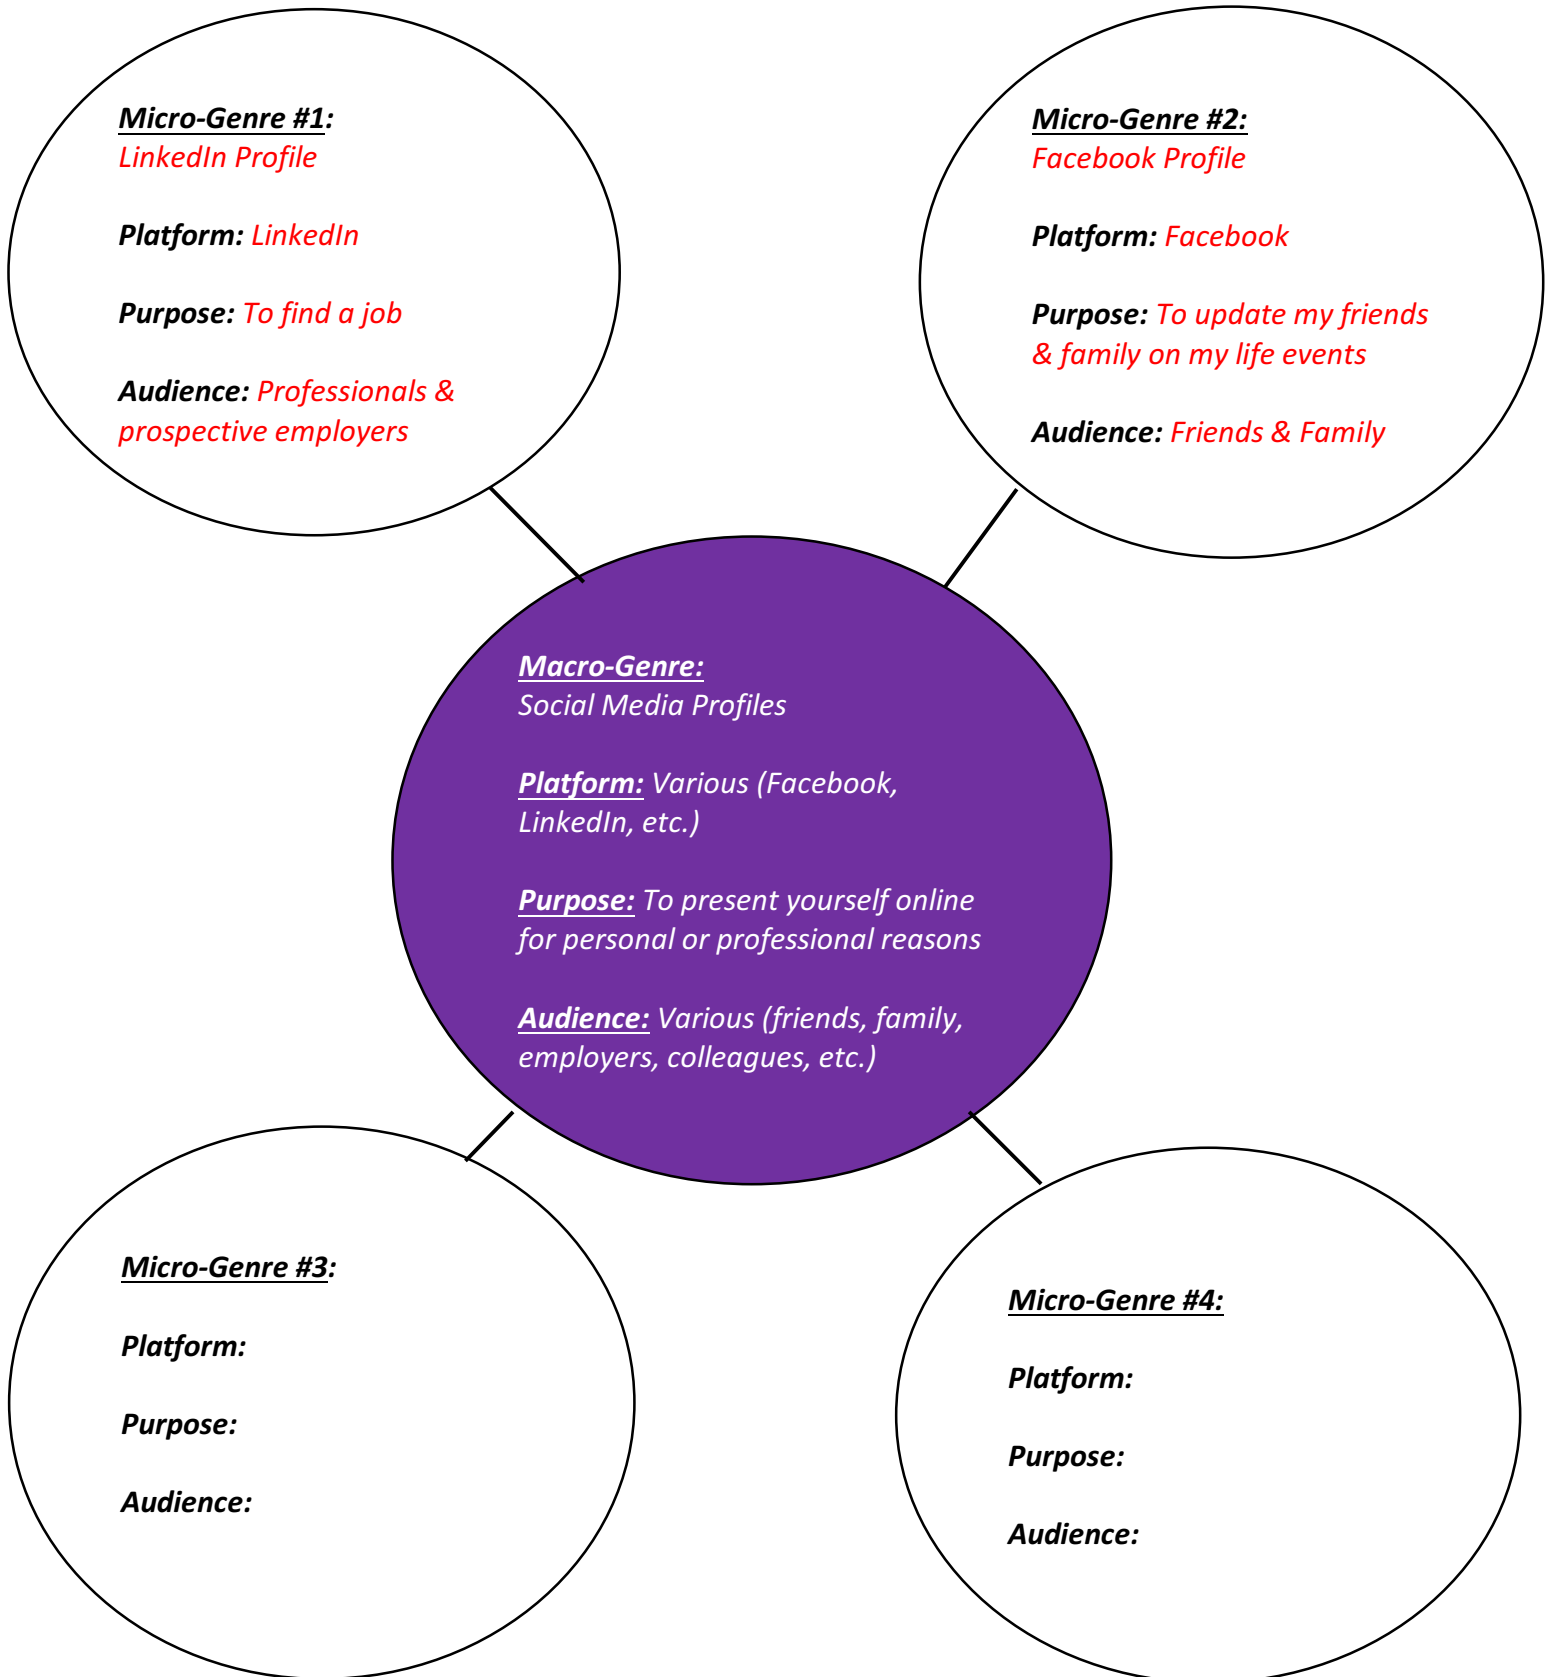 Micro-Genre #1:
LinkedIn Profile
Platform: LinkedIn
Purpose: To find a job
Audience: Professionals &
prospective employers
Micro-Genre #2:
Facebook Profile
Platform: Facebook
Purpose: To update my friends
& family on my life events
Audience: Friends & Family
Macro-Genre:
Social Media Profiles
Platform: Various (Facebook,
LinkedIn, etc.)
Purpose: To present yourself online
for personal or professional reasons
Audience: Various (friends, family,
employers, colleagues, etc.)
Micro-Genre #3:
Platform:
Purpose:
Audience:
Micro-Genre #4:
Platform:
Purpose:
Audience: